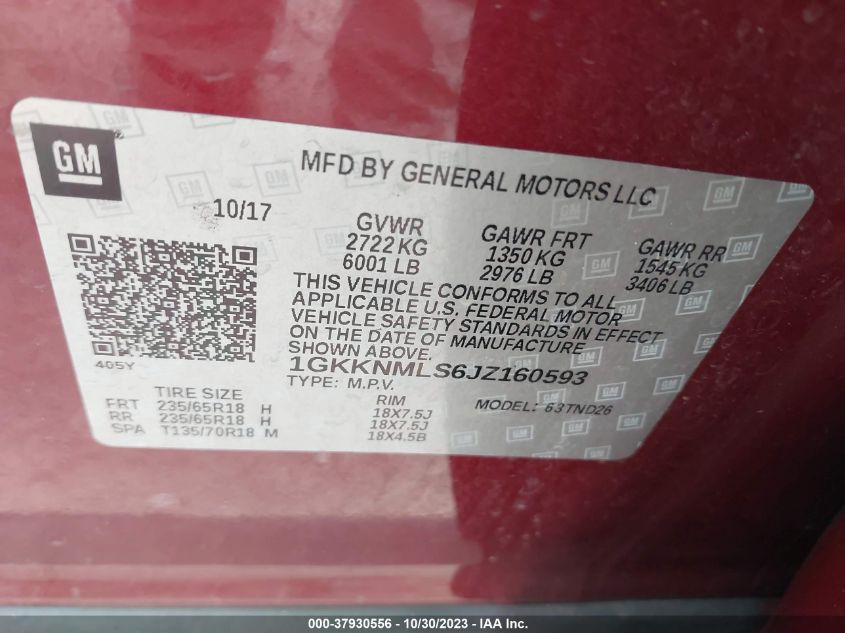 GM
MFD BY GENERAL MOTORS LLC
10/17
GVWR GAWR FRT GAWR RR
2722 KG 1350 KG 1545 KG
6001 LB 2976 LB 3406 LB
THIS VEHICLE CONFORMS TO ALL
APPLICABLE U.S. FEDERAL MOTOR
VEHICLE SAFETY STANDARDS IN EFFECT
ON THE DATE OF MANUFACTURE
SHOWN ABOVE.
405Y
1GKKNMLS6JZ160593
TYPE: M.P.V. MODEL: 63TND26
TIRE SIZE RIM
FRT 235/65R18 H 18X7.5J
RR 235/65R18 H 18X7.5J
SPA T135/70R18 M 18X4.5B
000-37930556 - 10/30/2023 - IAA Inc.